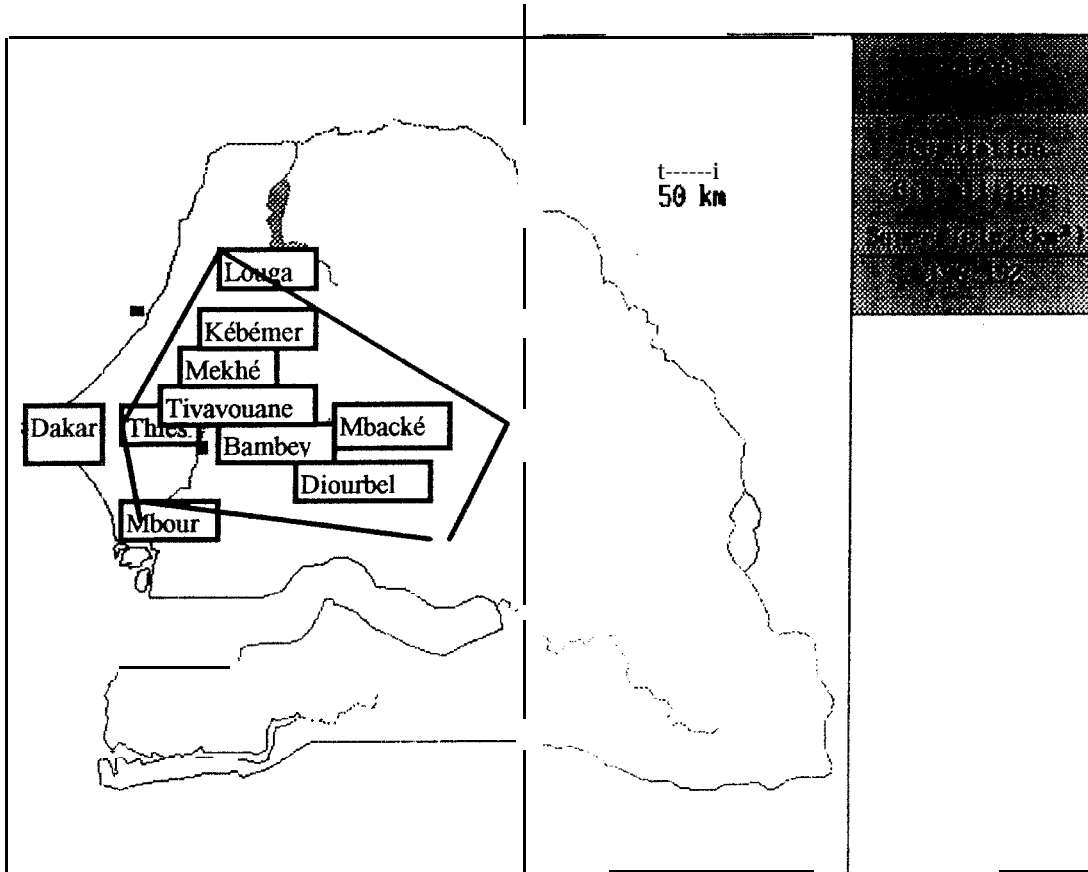 t------i
50 km
Louga
Kébémer
Mekhé
Tivavouane
Dakar
Thies.
Mbacké
Bambey
Diourbel
Mbour